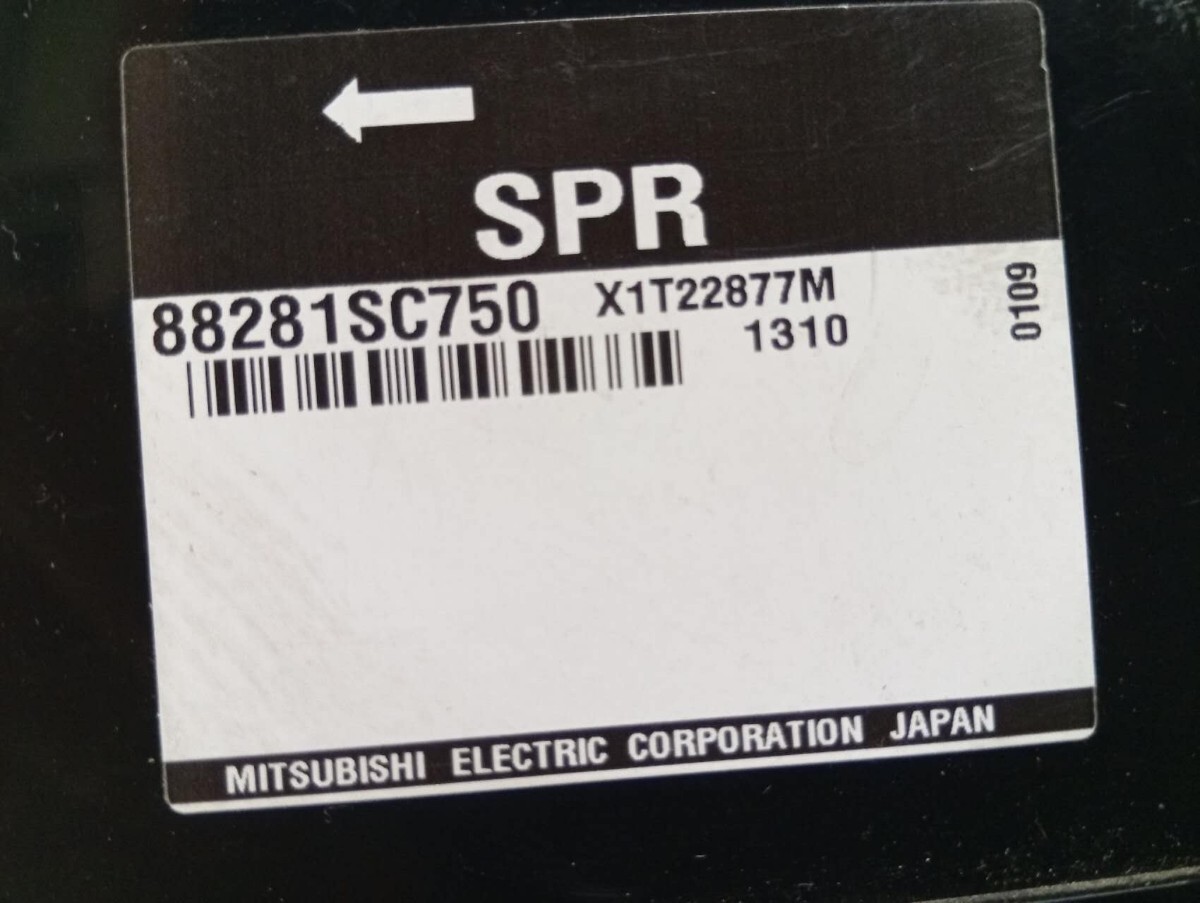 SPR
88281SC750 X1T22877M
1310
0109
MITSUBISHI ELECTRIC CORPORATION JAPAN